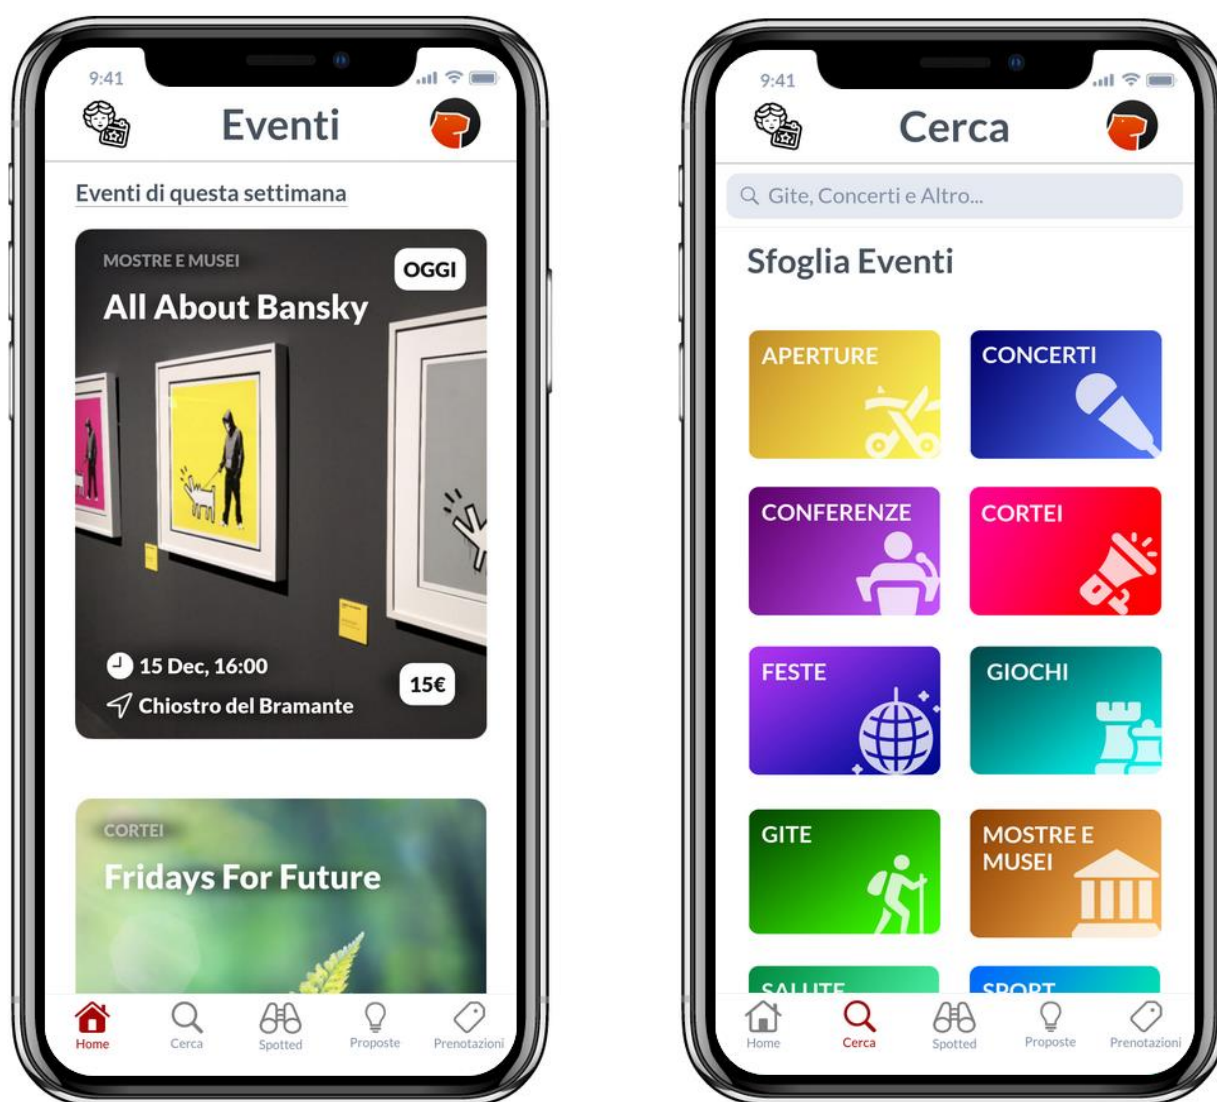 9:41
Eventi
Eventi di questa settimana
MOSTRE E MUSEI
OGGI
All About Bansky
15 Dec, 16:00
15€
Chiostro del Bramante
CORTEI
Fridays For Future
Home
Cerca
Spotted
Proposte
Prenotazioni
9:41
Cerca
Gite, Concerti e Altro...
Sfoglia Eventi
APERTURE
CONCERTI
CONFERENZE
CORTEI
FESTE
GIOCHI
GITE
MOSTRE E
MUSEI
SALUTE
SPORT
Home
Cerca
Spotted
Proposte
Prenotazioni